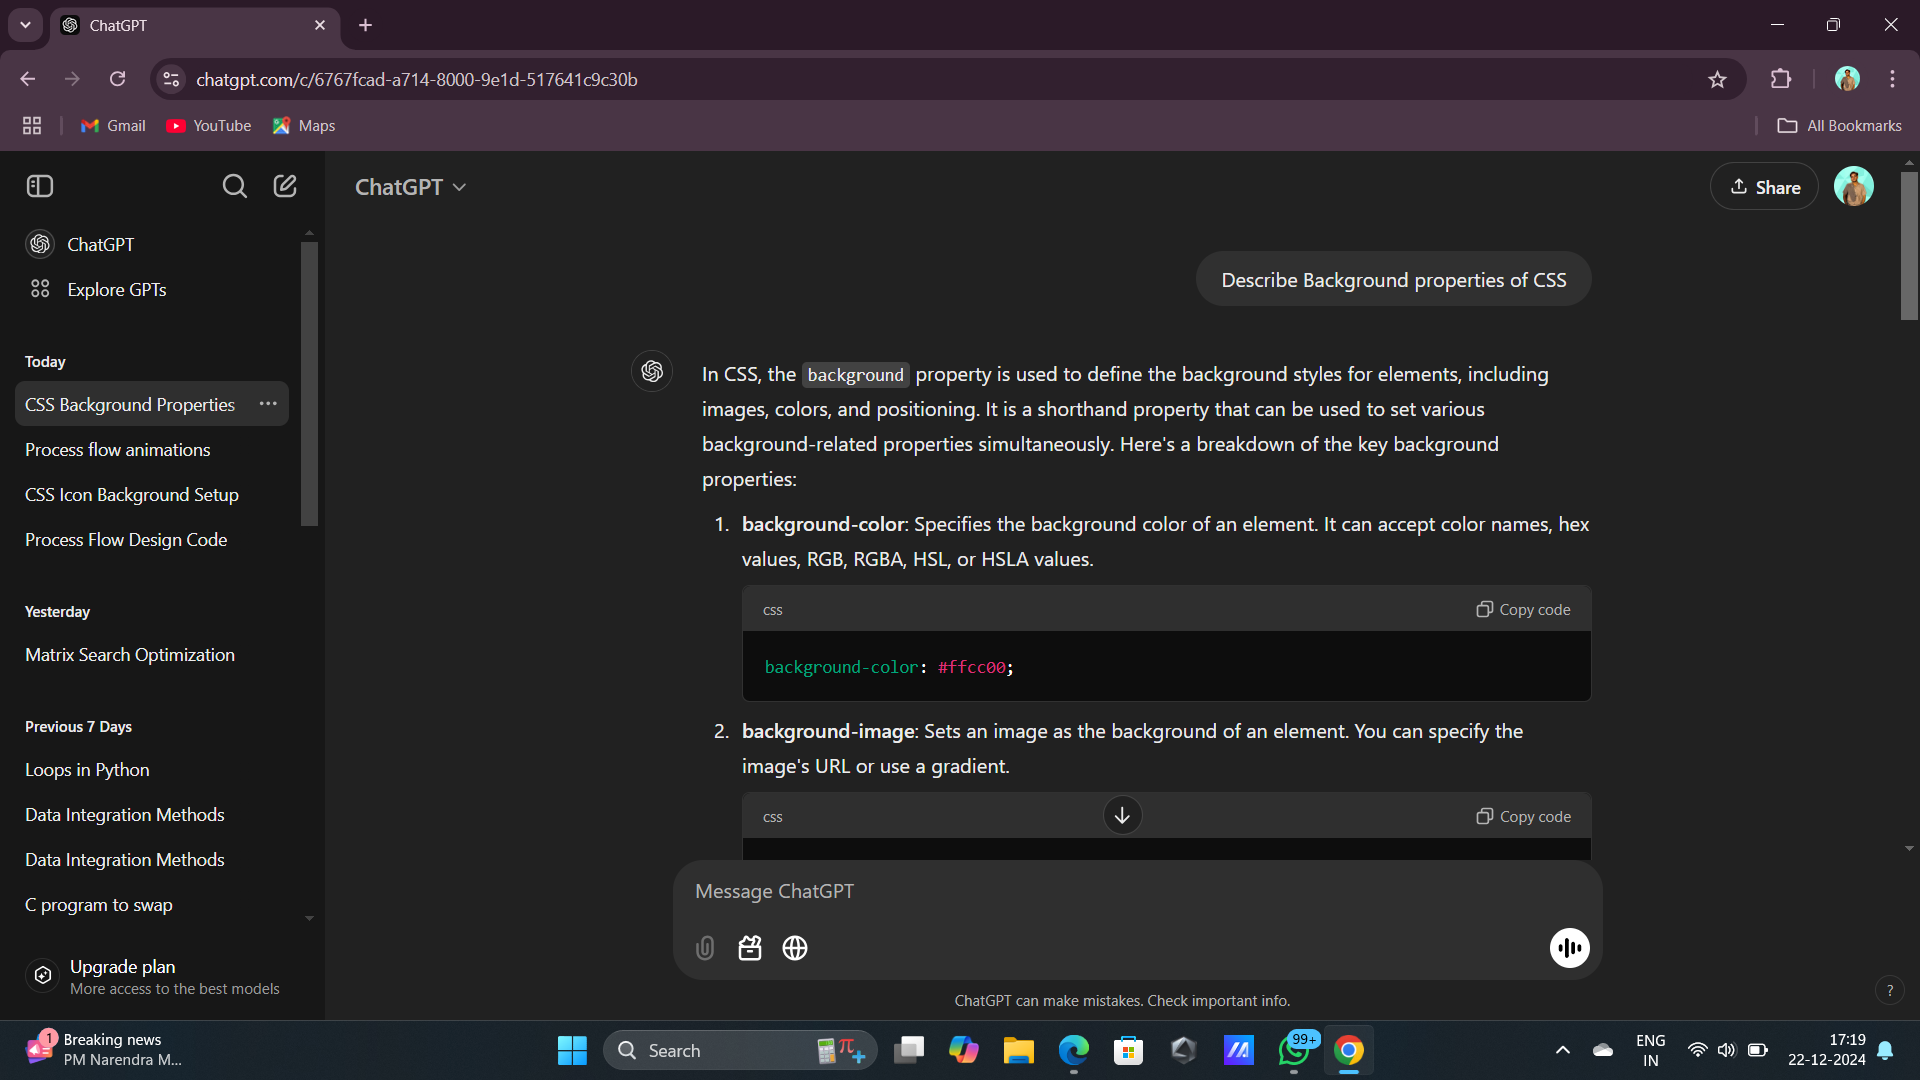 ChatGPT
chatgpt.com/c/6767fcad-a714-8000-9e1d-517641c9c30b
Gmail
YouTube
Maps
All Bookmarks
ChatGPT
Share
ChatGPT
Explore GPTs
Today
CSS Background Properties
Process flow animations
CSS Icon Background Setup
Process Flow Design Code
Yesterday
Matrix Search Optimization
Previous 7 Days
Loops in Python
Data Integration Methods
Data Integration Methods
C program to swap
Upgrade plan
More access to the best models
Describe Background properties of CSS
In CSS, the background property is used to define the background styles for elements, including
images, colors, and positioning. It is a shorthand property that can be used to set various
background-related properties simultaneously. Here's a breakdown of the key background
properties:
1. background-color: Specifies the background color of an element. It can accept color names, hex
values, RGB, RGBA, HSL, or HSLA values.
css
Copy code
background-color: #ffcc00;
2. background-image: Sets an image as the background of an element. You can specify the
image's URL or use a gradient.
css
Copy code
Message ChatGPT
ChatGPT can make mistakes. Check important info.
?
1
Breaking news
PM Narendra M...
Search
99+
ENG
IN
17:19
22-12-2024